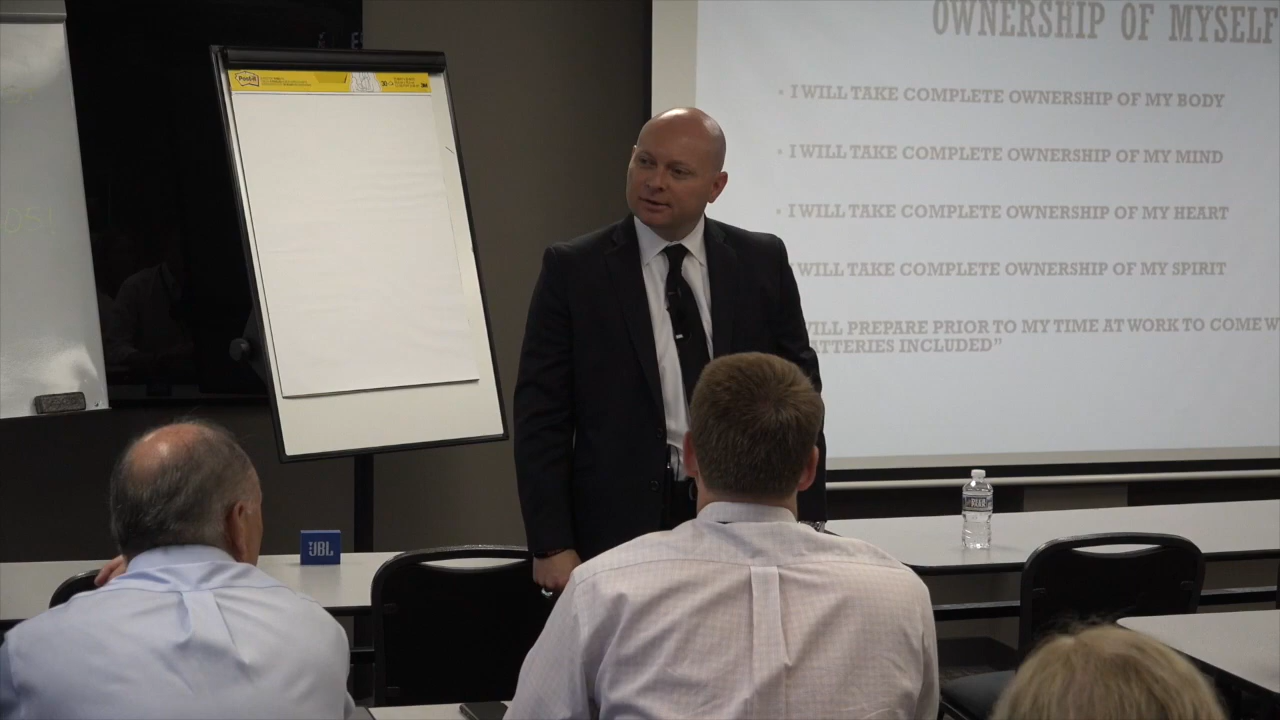 OWNERSHIP OF MYSELF
• I WILL TAKE COMPLETE OWNERSHIP OF MY BODY
• I WILL TAKE COMPLETE OWNERSHIP OF MY MIND
• I WILL TAKE COMPLETE OWNERSHIP OF MY HEART
WILL TAKE COMPLETE OWNERSHIP OF MY SPIRIT
WILL PREPARE PRIOR TO MY TIME AT WORK TO COME W
ATTERIES INCLUDED”
Post-it
3M
JBL